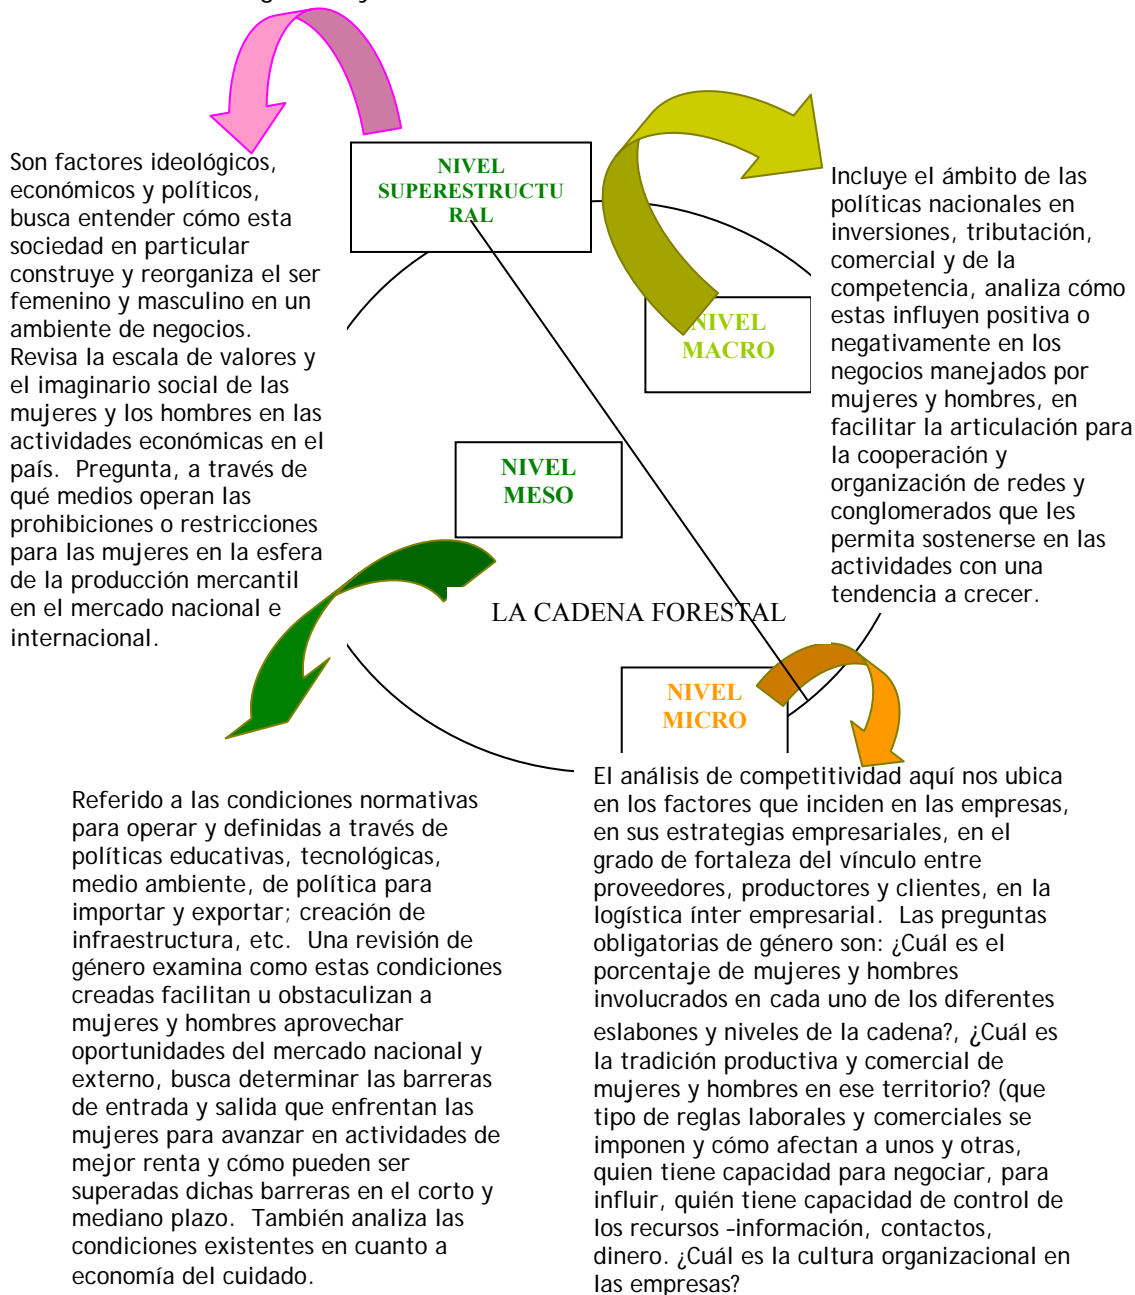 NIVEL
SUPERESTRUCTU
RAL
Son factores ideológicos,
económicos y políticos,
busca entender cómo esta
sociedad en particular
construye y reorganiza el ser
femenino y masculino en un
ambiente de negocios.
Revisa la escala de valores y
el imaginario social de las
mujeres y los hombres en las
actividades económicas en el
país. Pregunta, a través de
qué medios operan las
prohibiciones o restricciones
para las mujeres en la esfera
de la producción mercantil
en el mercado nacional e
internacional.
NIVEL
MACRO
Incluye el ámbito de las
políticas nacionales en
inversiones, tributación,
comercial y de la
competencia, analiza cómo
estas influyen positiva o
negativamente en los
negocios manejados por
mujeres y hombres, en
facilitar la articulación para
la cooperación y
organización de redes y
conglomerados que les
permita sostenerse en las
actividades con una
tendencia a crecer.
NIVEL
MESO
LA CADENA FORESTAL
NIVEL
MICRO
Referido a las condiciones normativas
para operar y definidas a través de
políticas educativas, tecnológicas,
medio ambiente, de política para
importar y exportar; creación de
infraestructura, etc. Una revisión de
género examina como estas condiciones
creadas facilitan u obstaculizan a
mujeres y hombres aprovechar
oportunidades del mercado nacional y
externo, busca determinar las barreras
de entrada y salida que enfrentan las
mujeres para avanzar en actividades de
mejor renta y cómo pueden ser
superadas dichas barreras en el corto y
mediano plazo. También analiza las
condiciones existentes en cuanto a
economía del cuidado.
El análisis de competitividad aquí nos ubica
en los factores que inciden en las empresas,
en sus estrategias empresariales, en el
grado de fortaleza del vínculo entre
proveedores, productores y clientes, en la
logística ínter empresarial. Las preguntas
obligatorias de género son: ¿Cuál es el
porcentaje de mujeres y hombres
involucrados en cada uno de los diferentes
eslabones y niveles de la cadena?, ¿Cuál es
la tradición productiva y comercial de
mujeres y hombres en ese territorio? (que
tipo de reglas laborales y comerciales se
imponen y cómo afectan a unos y otras,
quien tiene capacidad para negociar, para
influir, quién tiene capacidad de control de
los recursos –información, contactos,
dinero. ¿Cuál es la cultura organizacional en
las empresas?